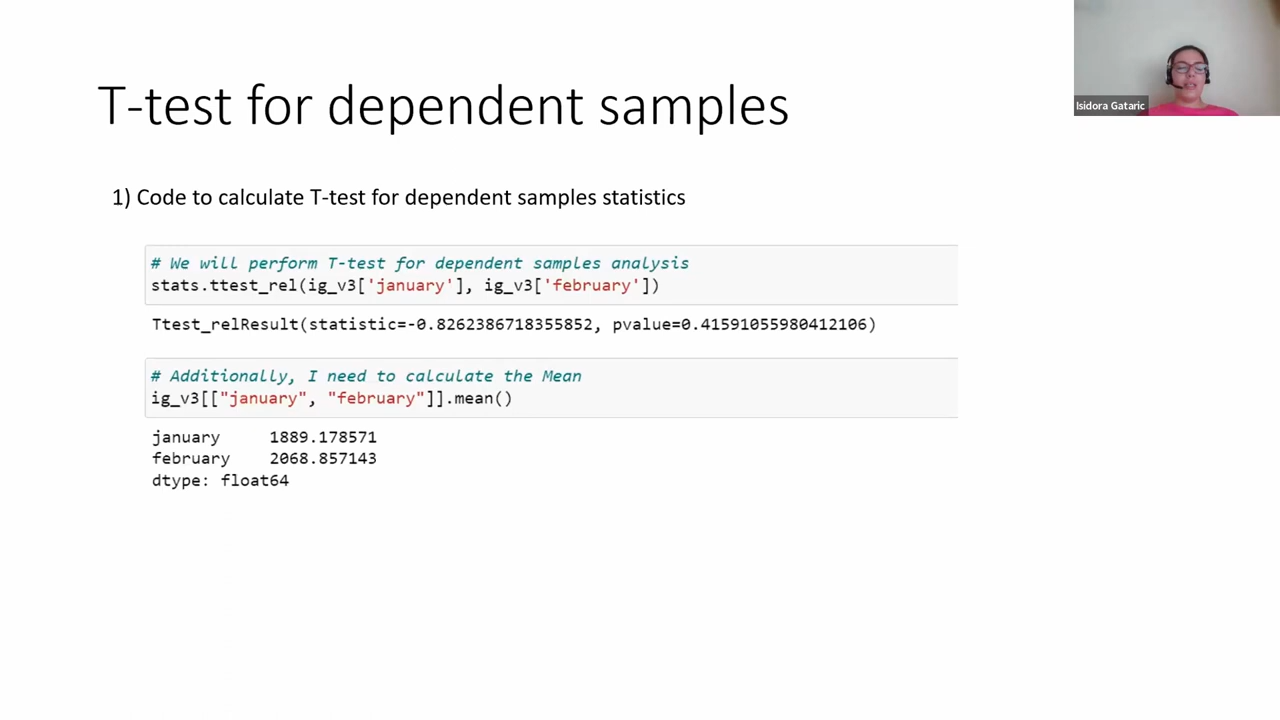 T-test for dependent samples
Isidora Gataric
1) Code to calculate T-test for dependent samples statistics
# We will perform T-test for dependent samples analysis
stats.ttest_rel(ig_v3['january'], ig_v3['february'])
Ttest_relResult(statistic=-0.8262386718355852, pvalue=0.41591055980412106)
# Additionally, I need to calculate the Mean
ig_v3[["january", "february"]].mean()
january 1889.178571
february 2068.857143
dtype: float64